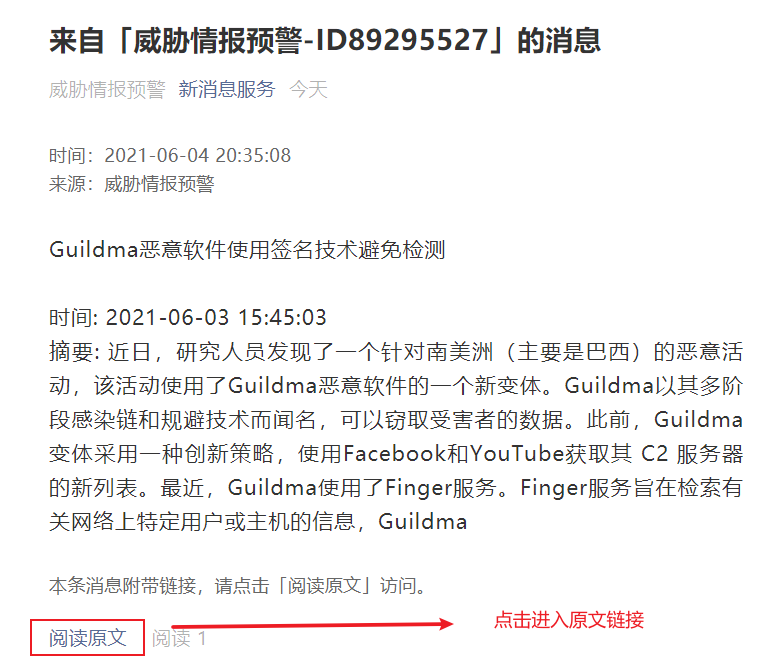 来自「威胁情报预警-ID89295527」的消息
威胁情报预警 新消息服务 今天
时间：2021-06-04 20:35:08
来源：威胁情报预警
Guildma恶意软件使用签名技术避免检测
时间: 2021-06-03 15:45:03
摘要: 近日，研究人员发现了一个针对南美洲（主要是巴西）的恶意活
动，该活动使用了Guildma恶意软件的一个新变体。Guildma以其多阶
段感染链和规避技术而闻名，可以窃取受害者的数据。此前，Guildma
变体采用一种创新策略，使用Facebook和YouTube获取其 C2 服务器
的新列表。最近，Guildma使用了Finger服务。Finger服务旨在检索有
关网络上特定用户或主机的信息，Guildma
本条消息附带链接，请点击「阅读原文」访问。
阅读原文 阅读 1 点击进入原文链接